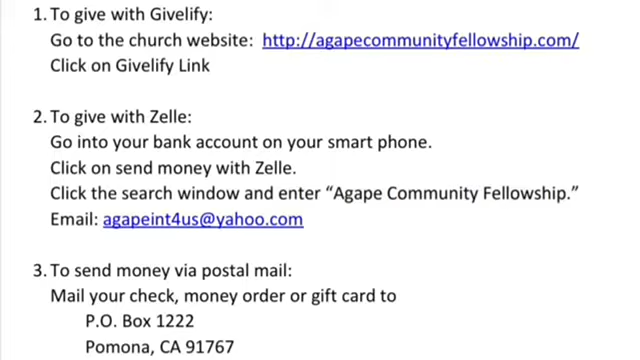 1. To give with Givelify:
Go to the church website: http://agapecommunityfellowship.com/
Click on Givelify Link
2. To give with Zelle:
Go into your bank account on your smart phone.
Click on send money with Zelle.
Click the search window and enter “Agape Community Fellowship.”
Email: agapeint4us@yahoo.com
3. To send money via postal mail:
Mail your check, money order or gift card to
P.O. Box 1222
Pomona, CA 91767